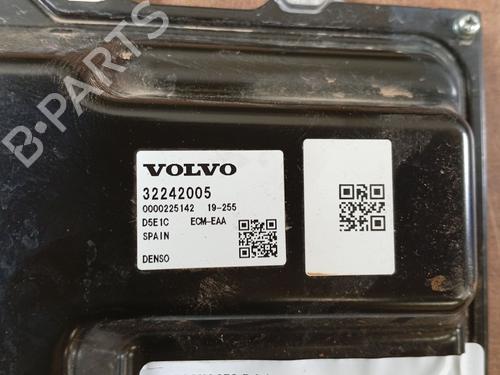 B-PARTS
VOLVO
32242005
0000225142 19-255
D5E1C ECM-EAA
SPAIN
DENSO